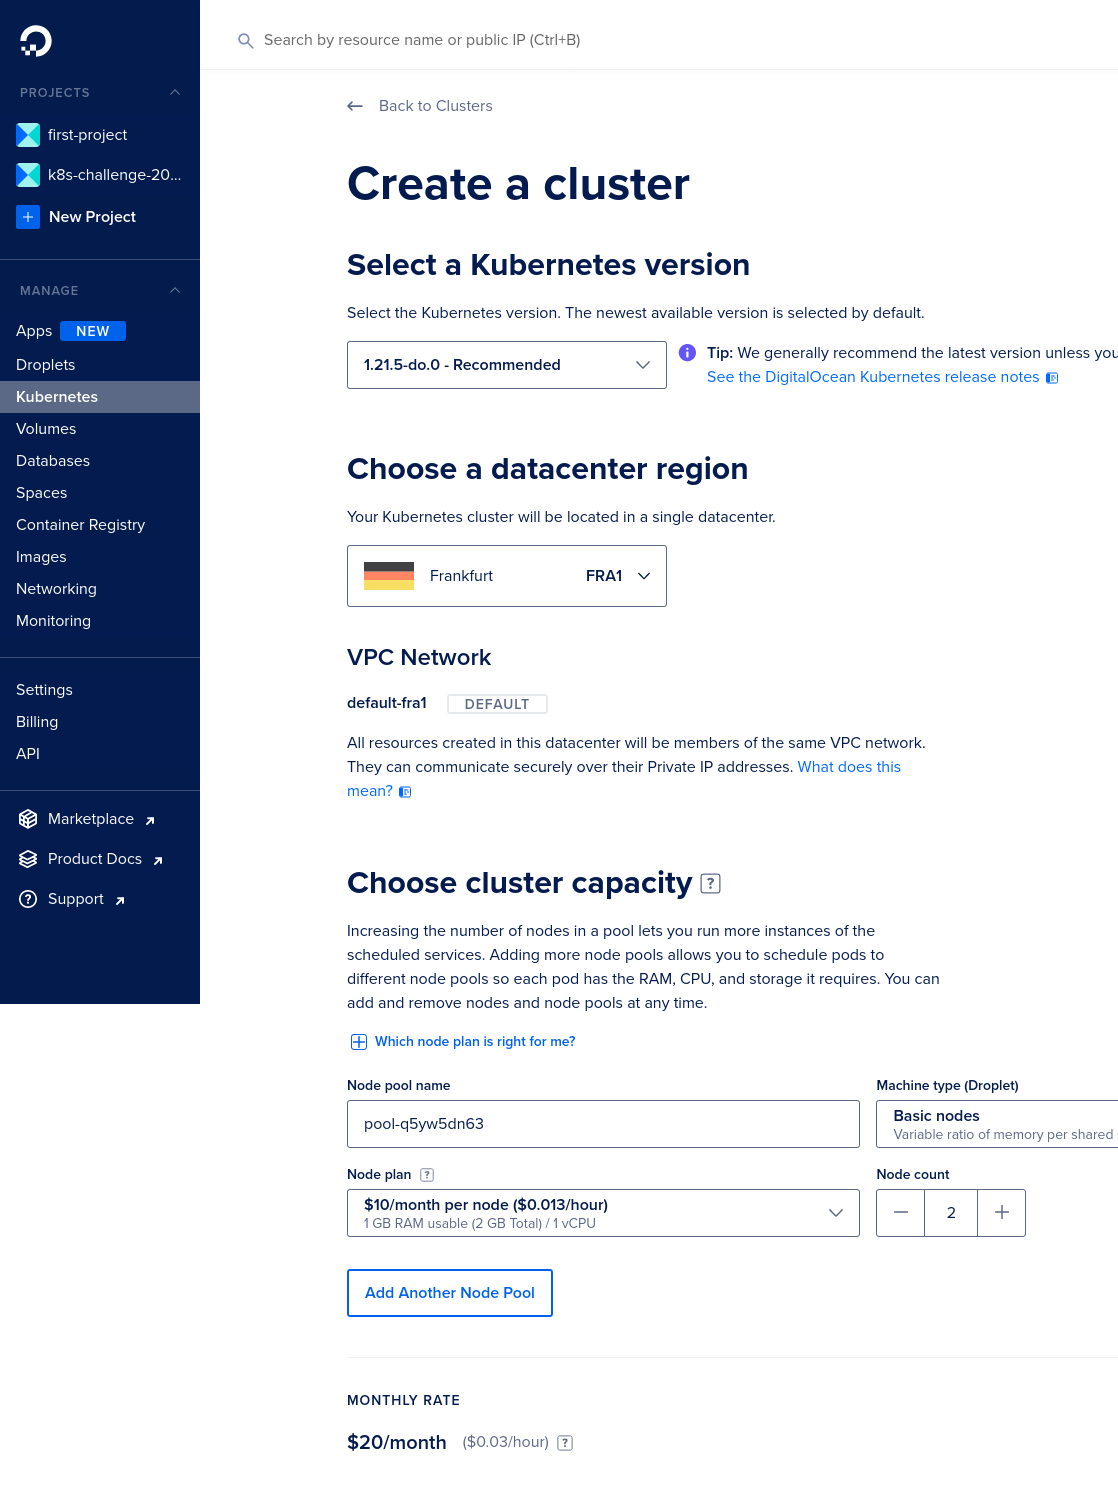 PROJECTS
first-project
k8s-challenge-20...
New Project
MANAGE
Apps NEW
Droplets
Kubernetes
Volumes
Databases
Spaces
Container Registry
Images
Networking
Monitoring
Settings
Billing
API
Marketplace
Product Docs
Support
Search by resource name or public IP (Ctrl+B)
Back to Clusters
Create a cluster
Select a Kubernetes version
Select the Kubernetes version. The newest available version is selected by default.
1.21.5-do.0 - Recommended
Tip: We generally recommend the latest version unless you
See the DigitalOcean Kubernetes release notes
Choose a datacenter region
Your Kubernetes cluster will be located in a single datacenter.
Frankfurt FRA1
VPC Network
default-fra1 DEFAULT
All resources created in this datacenter will be members of the same VPC network.
They can communicate securely over their Private IP addresses. What does this
mean?
Choose cluster capacity ?
Increasing the number of nodes in a pool lets you run more instances of the
scheduled services. Adding more node pools allows you to schedule pods to
different node pools so each pod has the RAM, CPU, and storage it requires. You can
add and remove nodes and node pools at any time.
Which node plan is right for me?
Node pool name
pool-q5yw5dn63
Machine type (Droplet)
Basic nodes
Variable ratio of memory per shared
Node plan ?
$10/month per node ($0.013/hour)
1 GB RAM usable (2 GB Total) / 1 vCPU
Node count
2
Add Another Node Pool
MONTHLY RATE
$20/month ($0.03/hour) ?